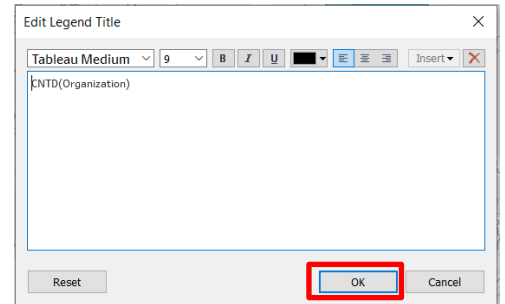 Edit Legend Title
Tableau Medium 9 B I U Insert
CNTD(Organization)
Reset OK Cancel